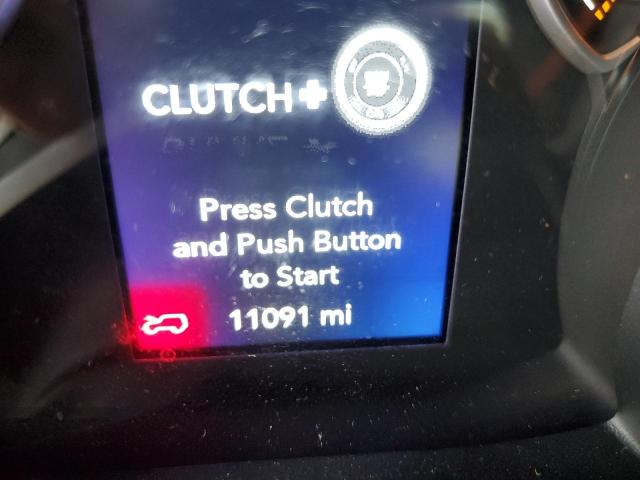 CLUTCH+
Press Clutch
and Push Button
to Start
11091 mi